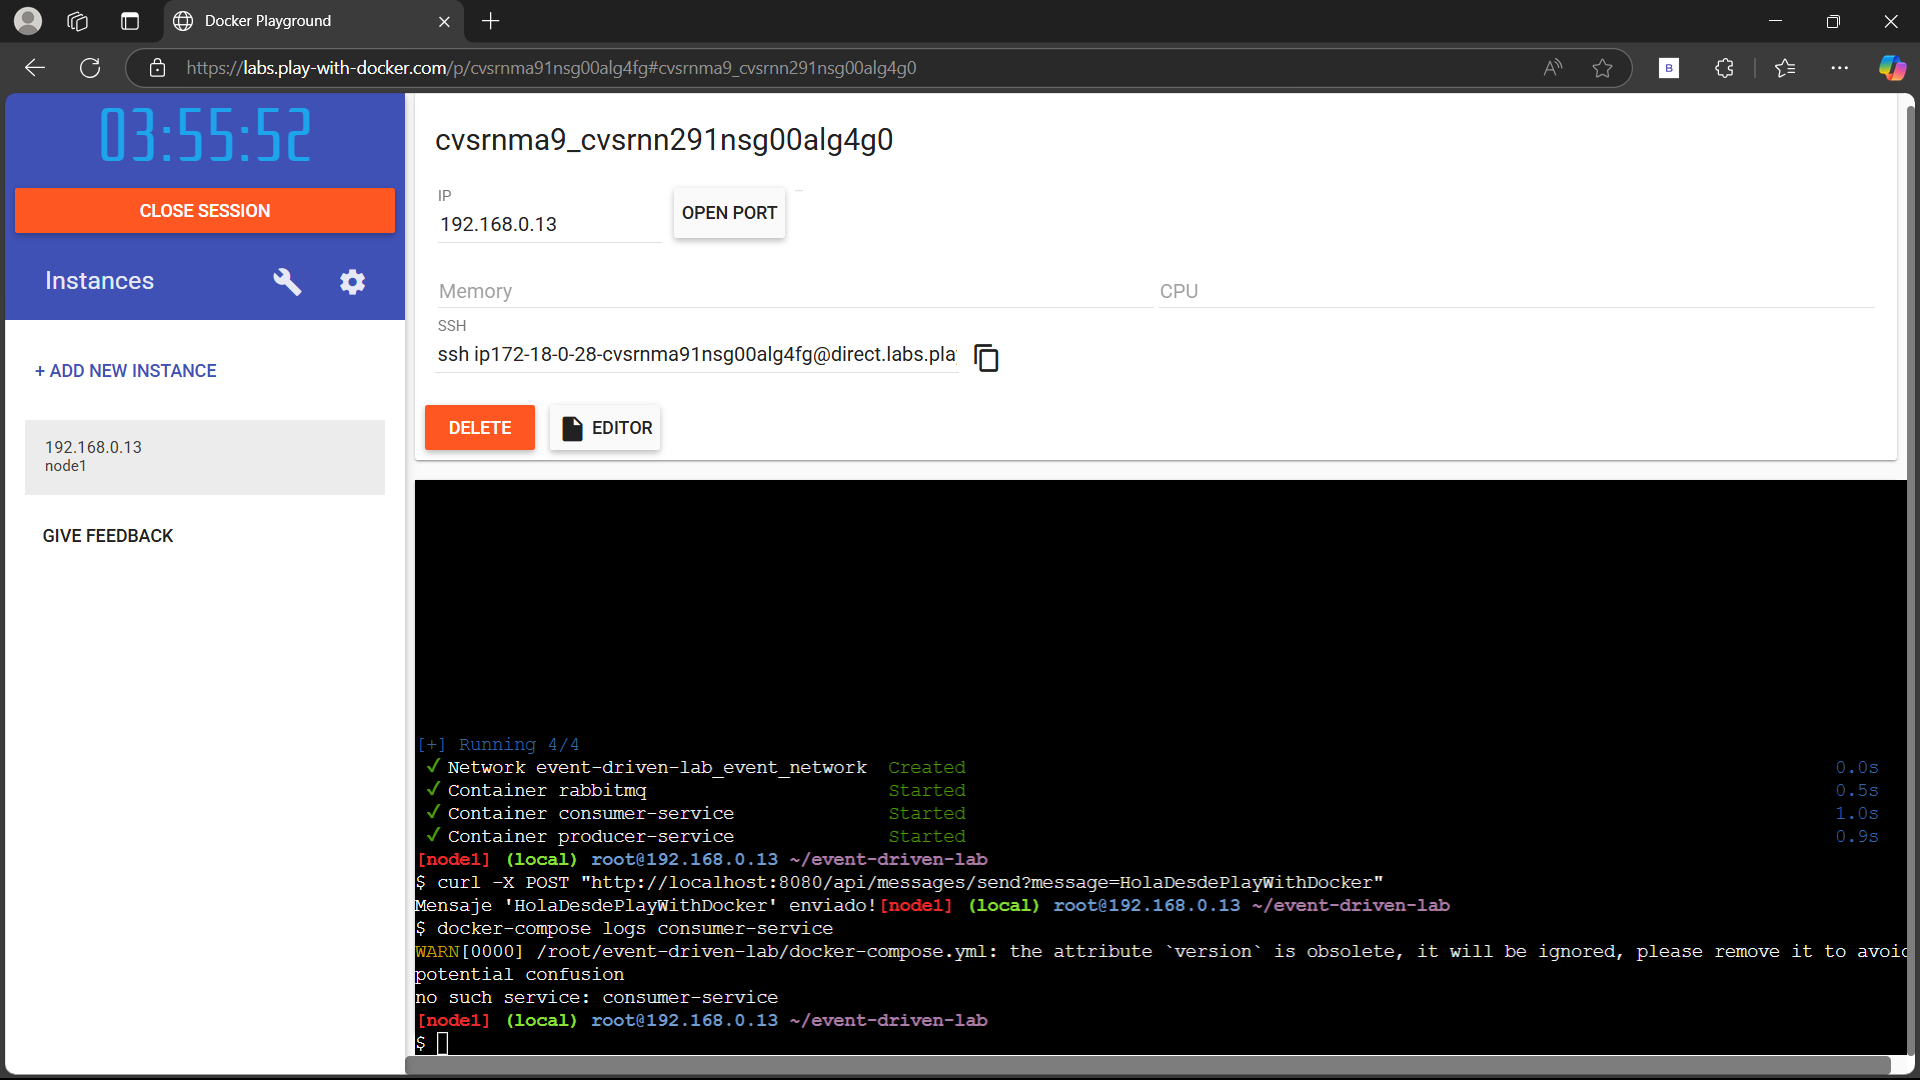 Docker Playground
https://labs.play-with-docker.com/p/cvsrnma91nsg00alg4fg#cvsrnma9_cvsrnn291nsg00alg4g0
B
03:55:52
CLOSE SESSION
Instances
+ ADD NEW INSTANCE
192.168.0.13
node1
GIVE FEEDBACK
cvsrnma9_cvsrnn291nsg00alg4g0
IP
192.168.0.13
OPEN PORT
Memory
CPU
SSH
ssh ip172-18-0-28-cvsrnma91nsg00alg4fg@direct.labs.pla
DELETE
EDITOR
[+] Running 4/4
✓ Network event-driven-lab_event_network Created 0.0s
✓ Container rabbitmq Started 0.5s
✓ Container consumer-service Started 1.0s
✓ Container producer-service Started 0.9s
[node1] (local) root@192.168.0.13 ~/event-driven-lab
$ curl -X POST "http://localhost:8080/api/messages/send?message=HolaDesdePlayWithDocker"
Mensaje 'HolaDesdePlayWithDocker' enviado![node1] (local) root@192.168.0.13 ~/event-driven-lab
$ docker-compose logs consumer-service
WARN[0000] /root/event-driven-lab/docker-compose.yml: the attribute `version` is obsolete, it will be ignored, please remove it to avoid
potential confusion
no such service: consumer-service
[node1] (local) root@192.168.0.13 ~/event-driven-lab
$